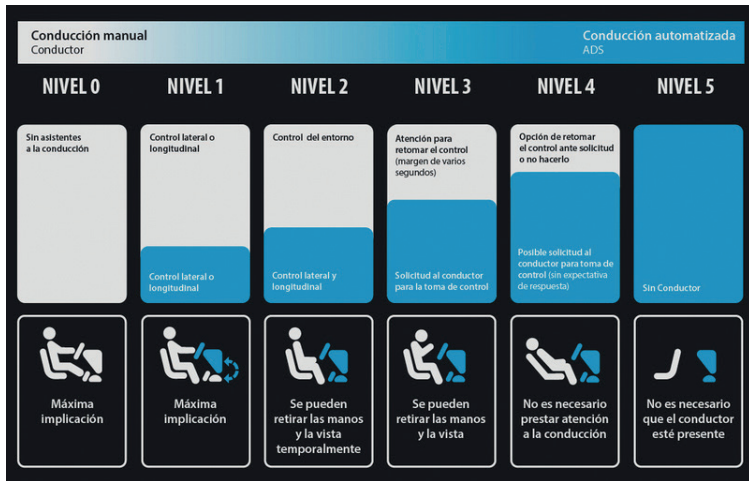 Conducción manual
Conductor
Conducción automatizada
ADS
NIVEL 0
NIVEL 1
NIVEL 2
NIVEL 3
NIVEL 4
NIVEL 5
Sin asistentes
a la conducción
Control lateral o
longitudinal
Control del entorno
Atención para
retomar el control
(margen de varios
segundos)
Opción de retomar
el control ante solicitud
o no hacerlo
Control lateral o
longitudinal
Control lateral y
longitudinal
Solicitud al conductor
para la toma de control
Posible solicitud al
conductor para toma de
control (sin expectativa
de respuesta)
Sin Conductor
Máxima
implicación
Máxima
implicación
Se pueden
retirar las manos
y la vista
temporalmente
Se pueden
retirar las manos
y la vista
No es necesario
prestar atención
a la conducción
No es necesario
que el conductor
esté presente